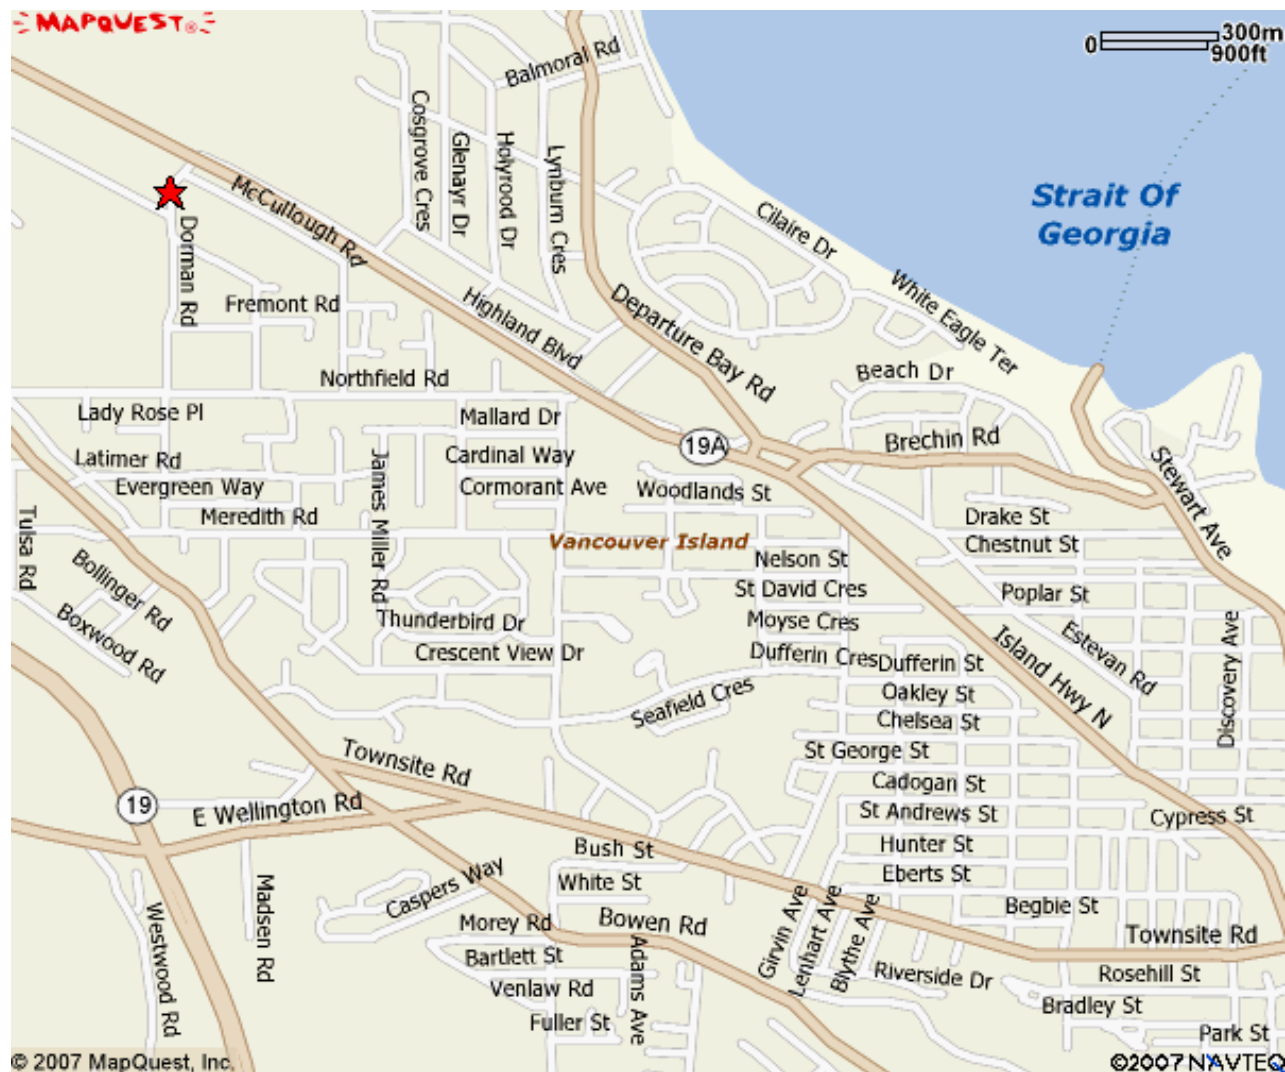 MAPQUEST®
0
300m
900ft
Balmoral Rd
Cosgrove Cres
Glenayr Dr
Holyrood Dr
Lynburn Cres
Strait Of
Georgia
McCullough Rd
Cilaire Dr
Dorman Rd
Fremont Rd
Highland Blvd
Departure Bay Rd
White Eagle Ter
Northfield Rd
Beach Dr
Lady Rose Pl
Mallard Dr
19A
Brechin Rd
Latimer Rd
James Miller Rd
Cardinal Way
Stewart Ave
Evergreen Way
Cormorant Ave
Woodlands St
Tulsa Rd
Meredith Rd
Drake St
Vancouver Island
Chestnut St
Bollinger Rd
Nelson St
St David Cres
Poplar St
Boxwood Rd
Thunderbird Dr
Moyse Cres
Island Hwy N
Estevan Rd
Discovery Ave
Crescent View Dr
Dufferin Cres
Dufferin St
Seafield Cres
Oakley St
Chelsea St
Townsite Rd
St George St
Cadogan St
19
E Wellington Rd
St Andrews St
Cypress St
Bush St
Hunter St
Madsen Rd
Caspers Way
White St
Eberts St
Westwood Rd
Morey Rd
Bowen Rd
Girvin Ave
Lenhart Ave
Blythe Ave
Begbie St
Townsite Rd
Bartlett St
Adams Ave
Riverside Dr
Rosehill St
Venlaw Rd
Bradley St
Fuller St
Park St
© 2007 MapQuest, Inc.
©2007 NAVTEQ